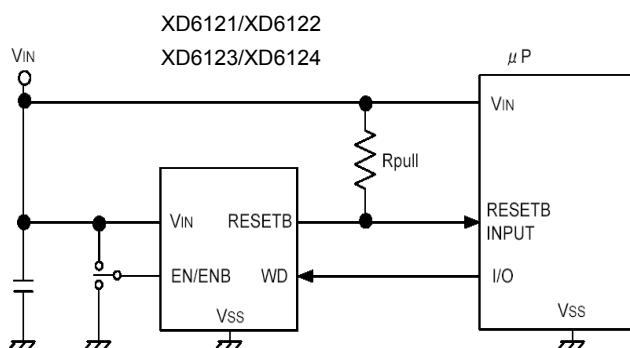 XD6121/XD6122
XD6123/XD6124
VIN
μP
VIN
Rpull
VIN
RESETB
RESETB
INPUT
EN/ENB
WD
I/O
VSS
VSS